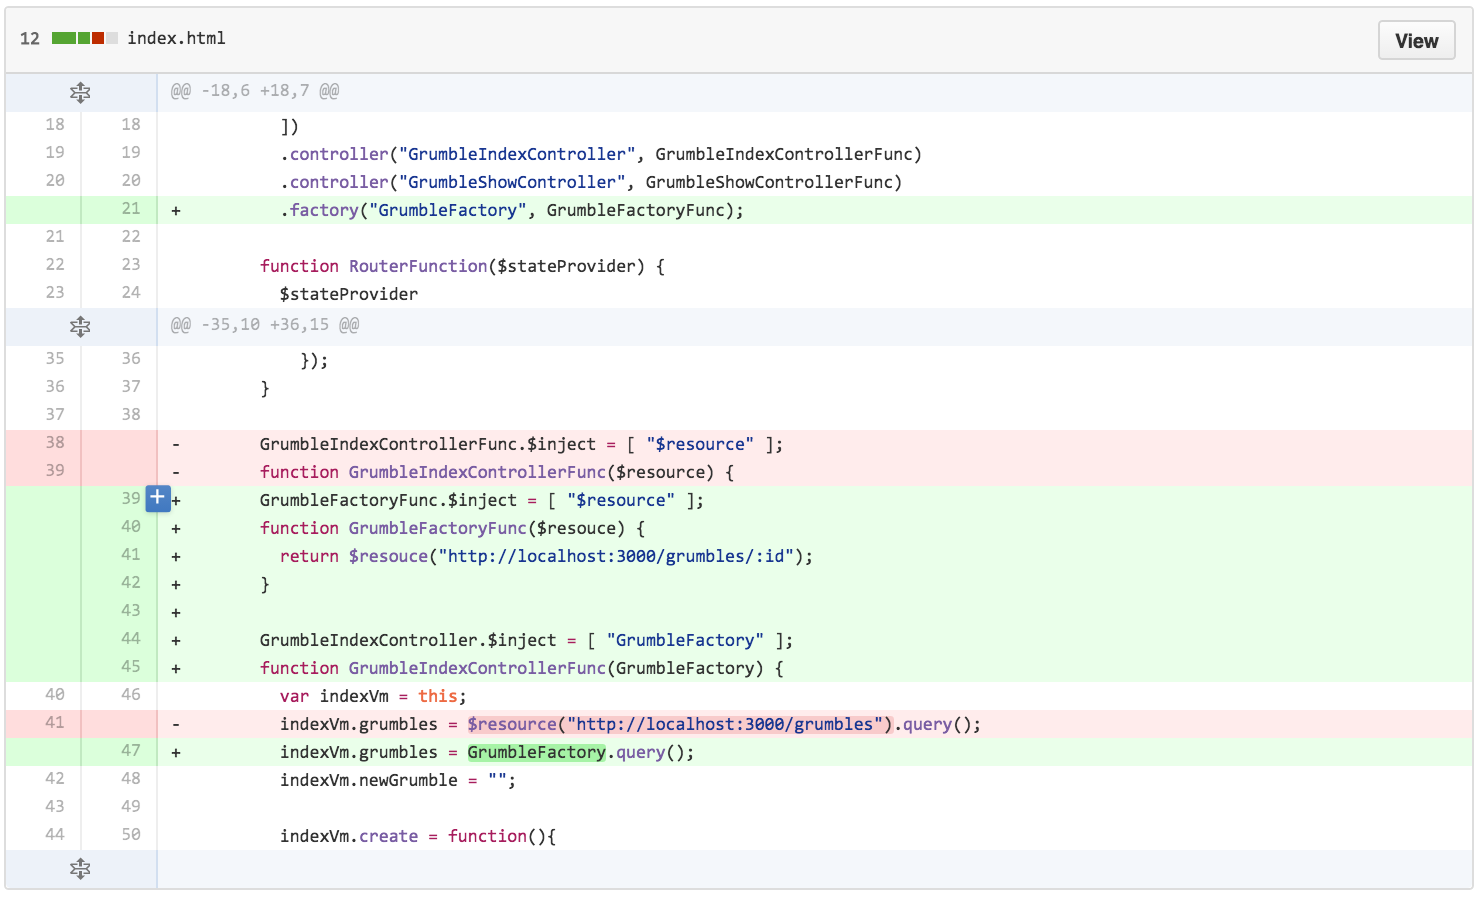 12 index.html View
@@ -18,6 +18,7 @@
18 18 ])
19 19 .controller("GrumbleIndexController", GrumbleIndexControllerFunc)
20 20 .controller("GrumbleShowController", GrumbleShowControllerFunc)
21 + .factory("GrumbleFactory", GrumbleFactoryFunc);
21 22
22 23 function RouterFunction($stateProvider) {
23 24 $stateProvider
@@ -35,10 +36,15 @@
35 36 });
36 37 }
37 38
38 - GrumbleIndexControllerFunc.$inject = [ "$resource" ];
39 - function GrumbleIndexControllerFunc($resource) {
39 + GrumbleFactoryFunc.$inject = [ "$resource" ];
40 + function GrumbleFactoryFunc($resouce) {
41 + return $resouce("http://localhost:3000/grumbles/:id");
42 + }
43 +
44 + GrumbleIndexController.$inject = [ "GrumbleFactory" ];
45 + function GrumbleIndexControllerFunc(GrumbleFactory) {
40 46 var indexVm = this;
41 - indexVm.grumbles = $resource("http://localhost:3000/grumbles").query();
47 + indexVm.grumbles = GrumbleFactory.query();
42 48 indexVm.newGrumble = "";
43 49
44 50 indexVm.create = function(){